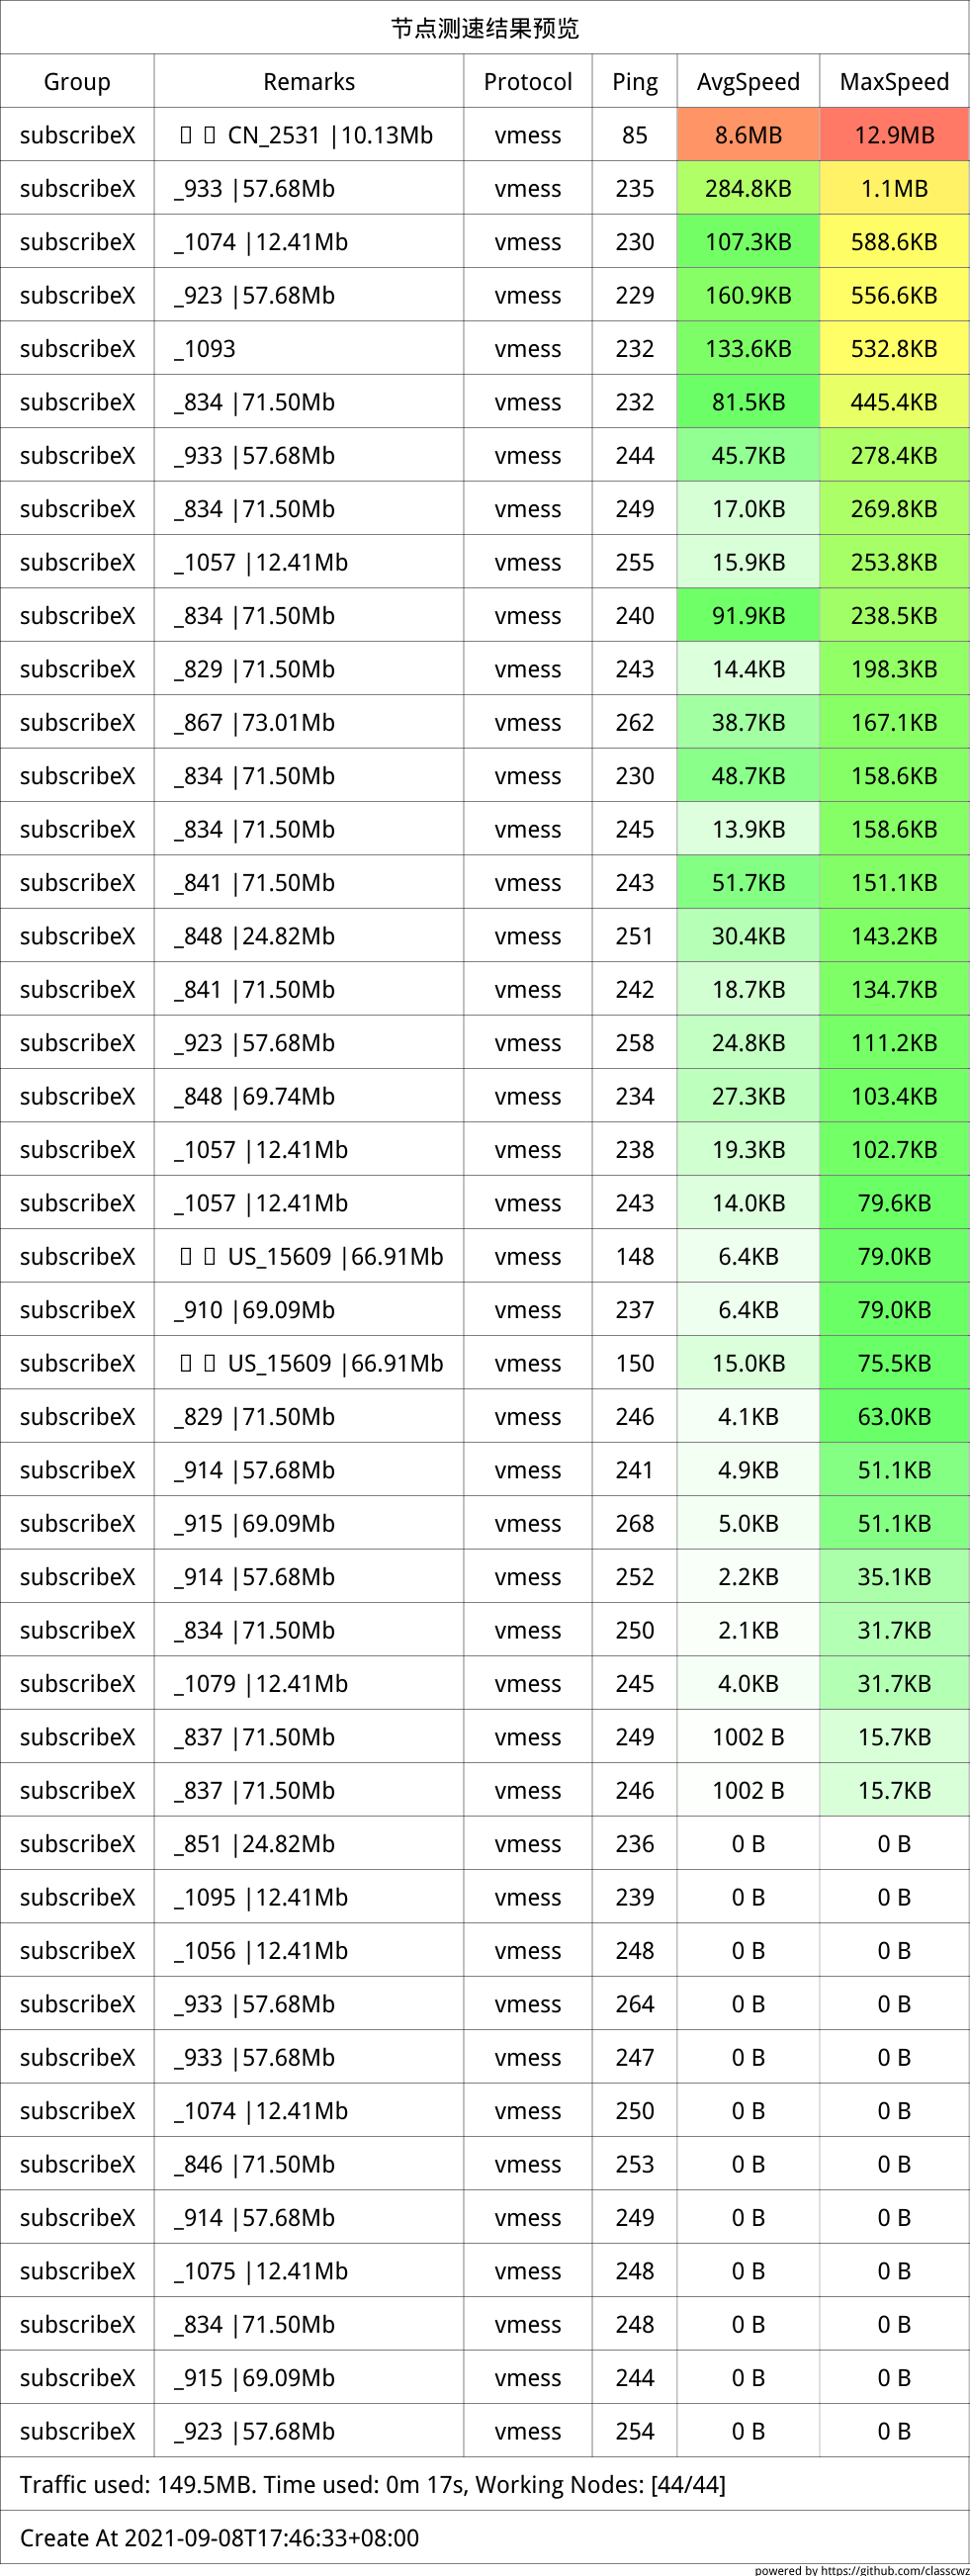 节点测速结果预览
Group Remarks Protocol Ping AvgSpeed MaxSpeed
subscribeX CN_2531 |10.13Mb vmess 85 8.6MB 12.9MB
subscribeX _933 |57.68Mb vmess 235 284.8KB 1.1MB
subscribeX _1074 |12.41Mb vmess 230 107.3KB 588.6KB
subscribeX _923 |57.68Mb vmess 229 160.9KB 556.6KB
subscribeX _1093 vmess 232 133.6KB 532.8KB
subscribeX _834 |71.50Mb vmess 232 81.5KB 445.4KB
subscribeX _933 |57.68Mb vmess 244 45.7KB 278.4KB
subscribeX _834 |71.50Mb vmess 249 17.0KB 269.8KB
subscribeX _1057 |12.41Mb vmess 255 15.9KB 253.8KB
subscribeX _834 |71.50Mb vmess 240 91.9KB 238.5KB
subscribeX _829 |71.50Mb vmess 243 14.4KB 198.3KB
subscribeX _867 |73.01Mb vmess 262 38.7KB 167.1KB
subscribeX _834 |71.50Mb vmess 230 48.7KB 158.6KB
subscribeX _834 |71.50Mb vmess 245 13.9KB 158.6KB
subscribeX _841 |71.50Mb vmess 243 51.7KB 151.1KB
subscribeX _848 |24.82Mb vmess 251 30.4KB 143.2KB
subscribeX _841 |71.50Mb vmess 242 18.7KB 134.7KB
subscribeX _923 |57.68Mb vmess 258 24.8KB 111.2KB
subscribeX _848 |69.74Mb vmess 234 27.3KB 103.4KB
subscribeX _1057 |12.41Mb vmess 238 19.3KB 102.7KB
subscribeX _1057 |12.41Mb vmess 243 14.0KB 79.6KB
subscribeX US_15609 |66.91Mb vmess 148 6.4KB 79.0KB
subscribeX _910 |69.09Mb vmess 237 6.4KB 79.0KB
subscribeX US_15609 |66.91Mb vmess 150 15.0KB 75.5KB
subscribeX _829 |71.50Mb vmess 246 4.1KB 63.0KB
subscribeX _914 |57.68Mb vmess 241 4.9KB 51.1KB
subscribeX _915 |69.09Mb vmess 268 5.0KB 51.1KB
subscribeX _914 |57.68Mb vmess 252 2.2KB 35.1KB
subscribeX _834 |71.50Mb vmess 250 2.1KB 31.7KB
subscribeX _1079 |12.41Mb vmess 245 4.0KB 31.7KB
subscribeX _837 |71.50Mb vmess 249 1002 B 15.7KB
subscribeX _837 |71.50Mb vmess 246 1002 B 15.7KB
subscribeX _851 |24.82Mb vmess 236 0 B 0 B
subscribeX _1095 |12.41Mb vmess 239 0 B 0 B
subscribeX _1056 |12.41Mb vmess 248 0 B 0 B
subscribeX _933 |57.68Mb vmess 264 0 B 0 B
subscribeX _933 |57.68Mb vmess 247 0 B 0 B
subscribeX _1074 |12.41Mb vmess 250 0 B 0 B
subscribeX _846 |71.50Mb vmess 253 0 B 0 B
subscribeX _914 |57.68Mb vmess 249 0 B 0 B
subscribeX _1075 |12.41Mb vmess 248 0 B 0 B
subscribeX _834 |71.50Mb vmess 248 0 B 0 B
subscribeX _915 |69.09Mb vmess 244 0 B 0 B
subscribeX _923 |57.68Mb vmess 254 0 B 0 B
Traffic used: 149.5MB. Time used: 0m 17s, Working Nodes: [44/44]
Create At 2021-09-08T17:46:33+08:00
powered by https://github.com/classcwz